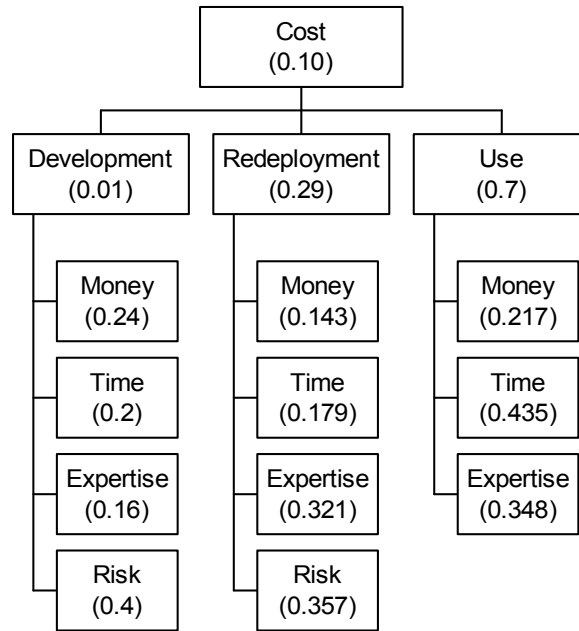 Cost
(0.10)
Development
(0.01)
Redeployment
(0.29)
Use
(0.7)
Money
(0.24)
Money
(0.143)
Money
(0.217)
Time
(0.2)
Time
(0.179)
Time
(0.435)
Expertise
(0.16)
Expertise
(0.321)
Expertise
(0.348)
Risk
(0.4)
Risk
(0.357)